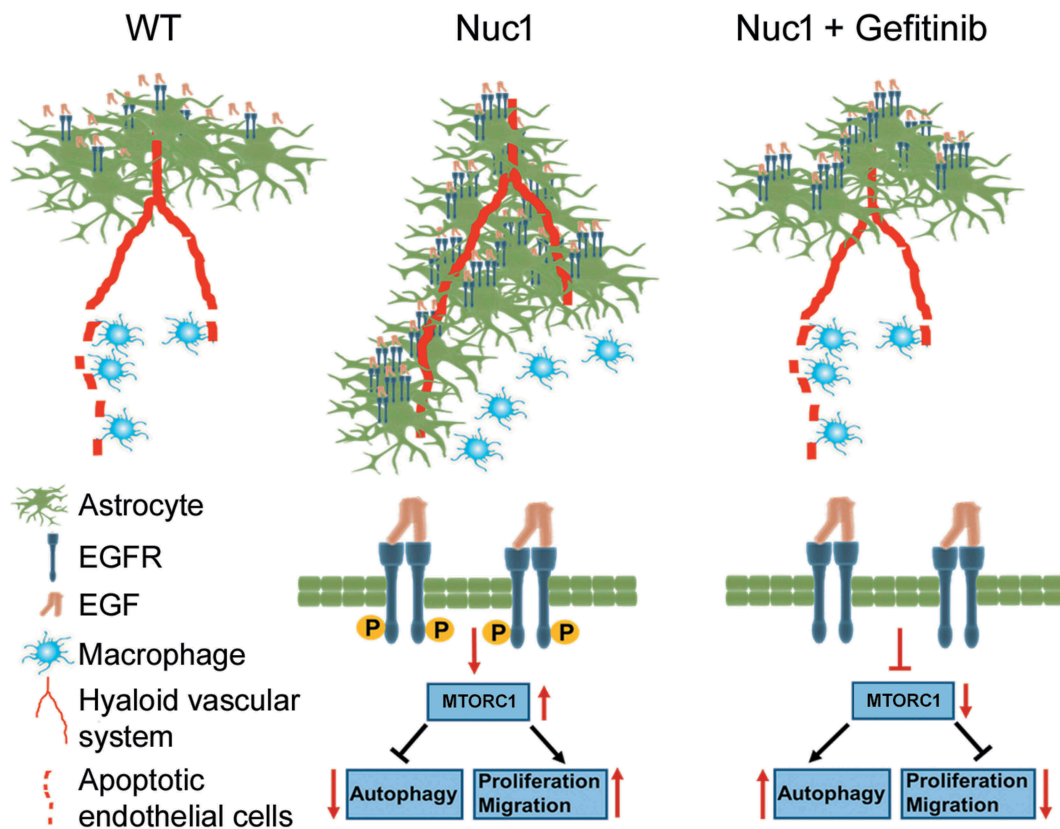 WT
Nuc1
Nuc1 + Gefitinib
Astrocyte
EGFR
EGF
Macrophage
Hyaloid vascular
system
Apoptotic
endothelial cells
P
P
P
P
MTORC1
Autophagy
Proliferation
Migration
MTORC1
Autophagy
Proliferation
Migration